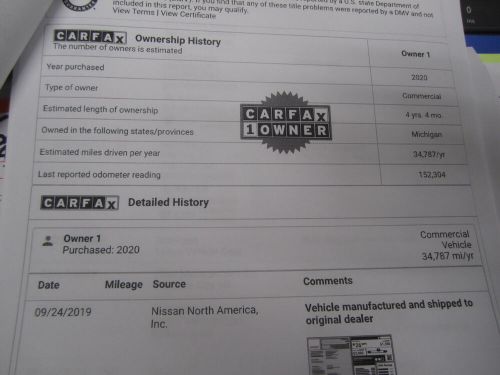 included in this report, you may qualify.
View Terms | View Certificate
CARFAX Ownership History
The number of owners is estimated
Owner 1
Year purchased 2020
Type of owner Commercial
Estimated length of ownership 4 yrs. 4 mo.
Owned in the following states/provinces Michigan
Estimated miles driven per year 34,787/yr
Last reported odometer reading 152,304
CARFAX
1 OWNER
CARFAX Detailed History
Owner 1
Purchased: 2020
Commercial
Vehicle
34,787 mi/yr
Date Mileage Source Comments
09/24/2019 Nissan North America,
Inc.
Vehicle manufactured and shipped to
original dealer